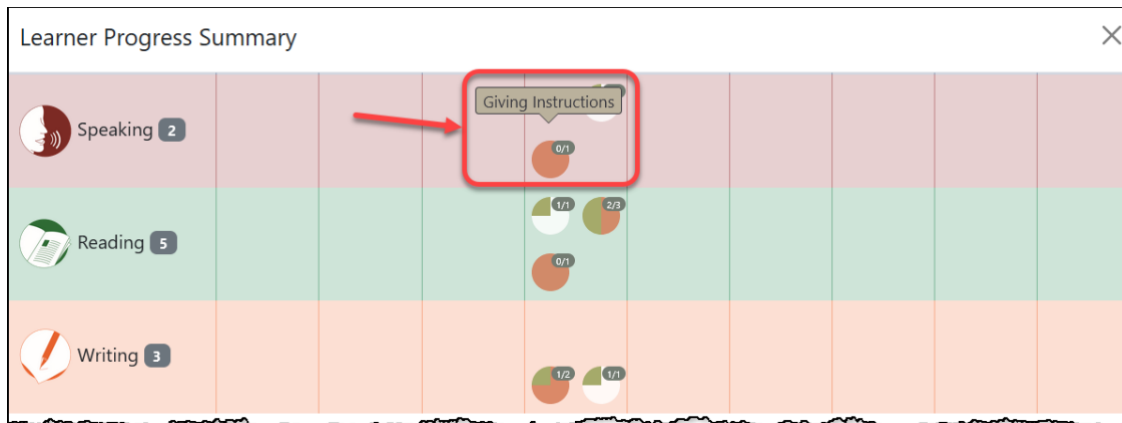 Learner Progress Summary
Giving Instructions
Speaking 2
0/1
1/1 2/3
Reading 5
0/1
Writing 3
1/2 1/1